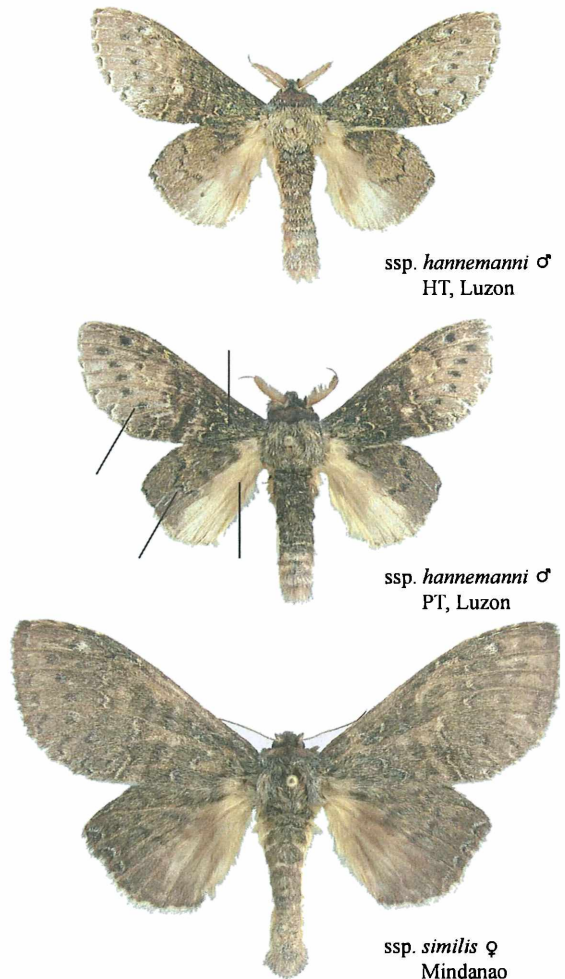 ssp. hannemanni ♂
HT, Luzon
ssp. hannemanni ♂
PT, Luzon
ssp. similis ♀
Mindanao